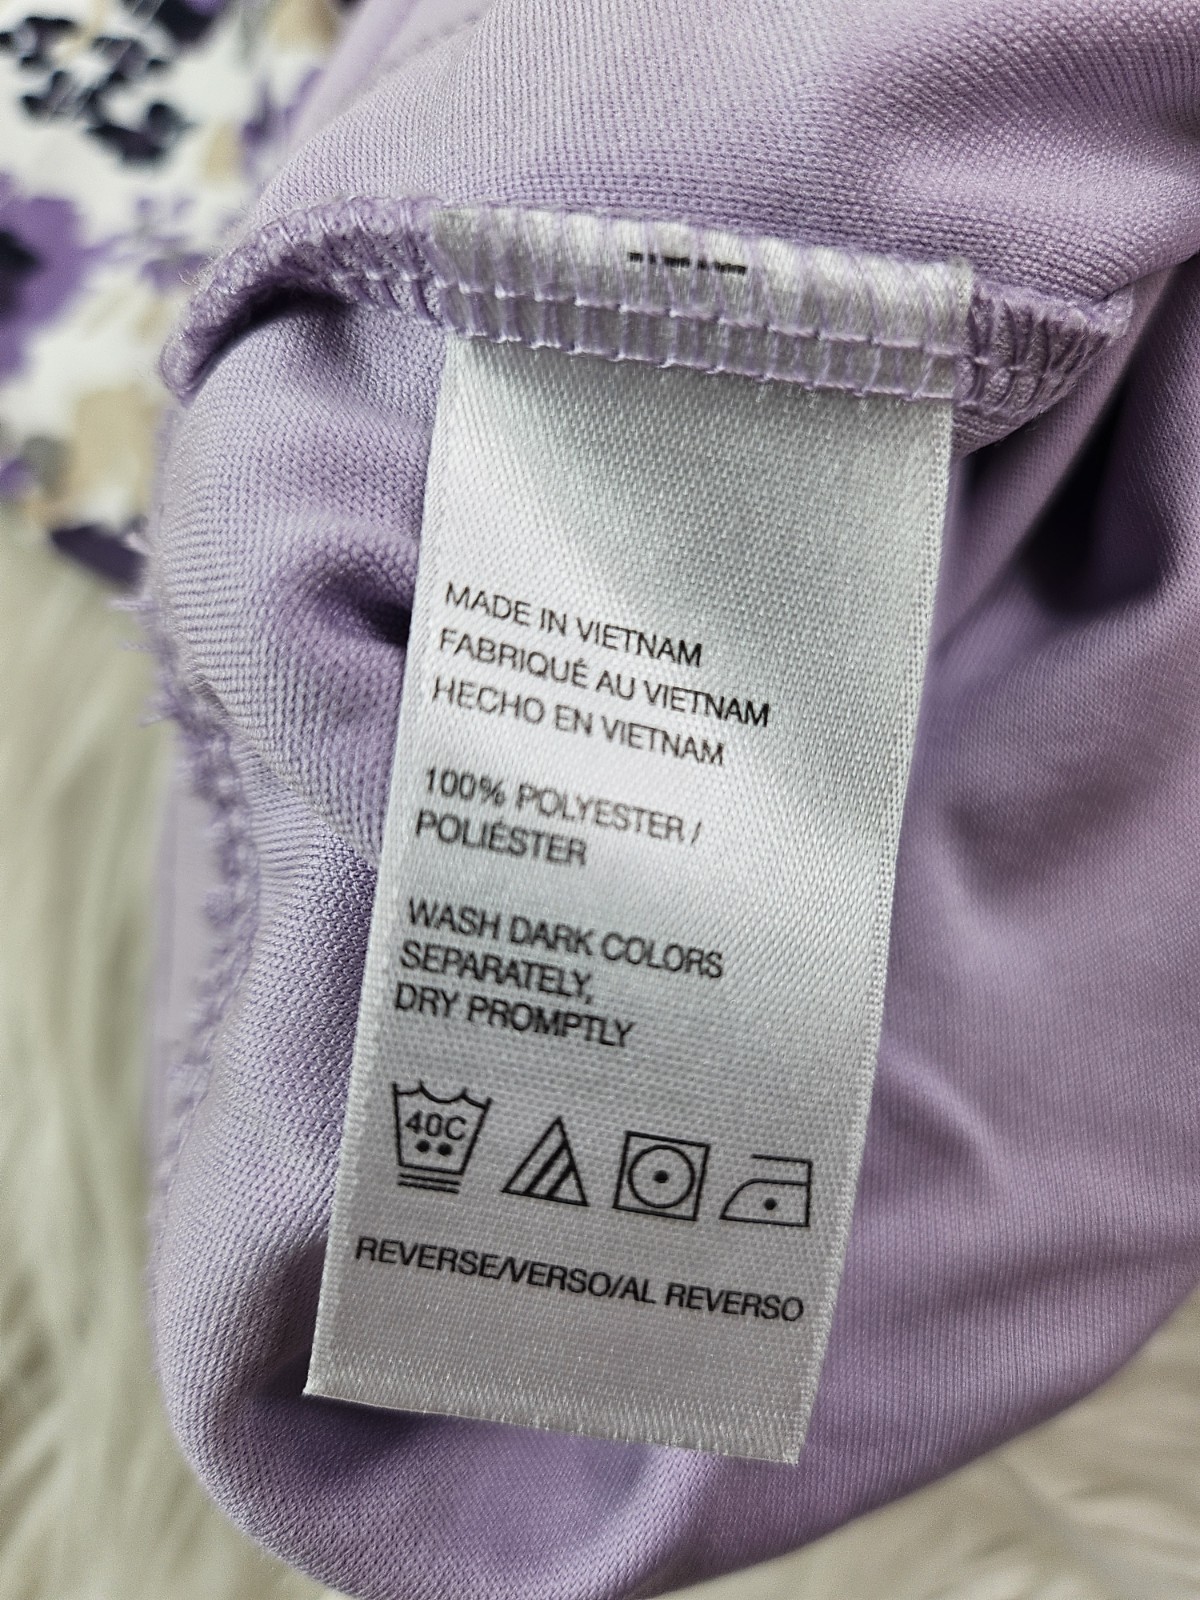 MADE IN VIETNAM
FABRIQUÉ AU VIETNAM
HECHO EN VIETNAM
100% POLYESTER /
POLIÉSTER
WASH DARK COLORS
SEPARATELY,
DRY PROMPTLY
40C
REVERSE/VERSO/AL REVERSO